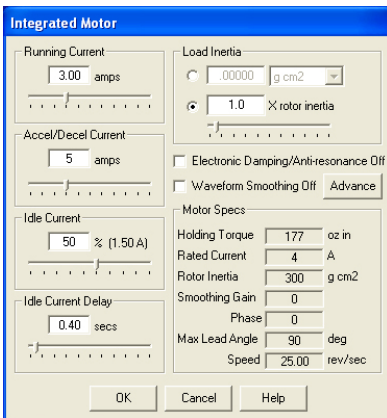 Integrated Motor
Running Current
3.00 amps
Accel/Decel Current
5 amps
Idle Current
50 % (1.50 A)
Idle Current Delay
0.40 secs
Load Inertia
.00000 g cm2
1.0 X rotor inertia
Electronic Damping/Anti-resonance Off
Waveform Smoothing Off Advance
Motor Specs
Holding Torque 177 oz in
Rated Current 4 A
Rotor Inertia 300 g cm2
Smoothing Gain 0
Phase 0
Max Lead Angle 90 deg
Speed 25.00 rev/sec
OK Cancel Help